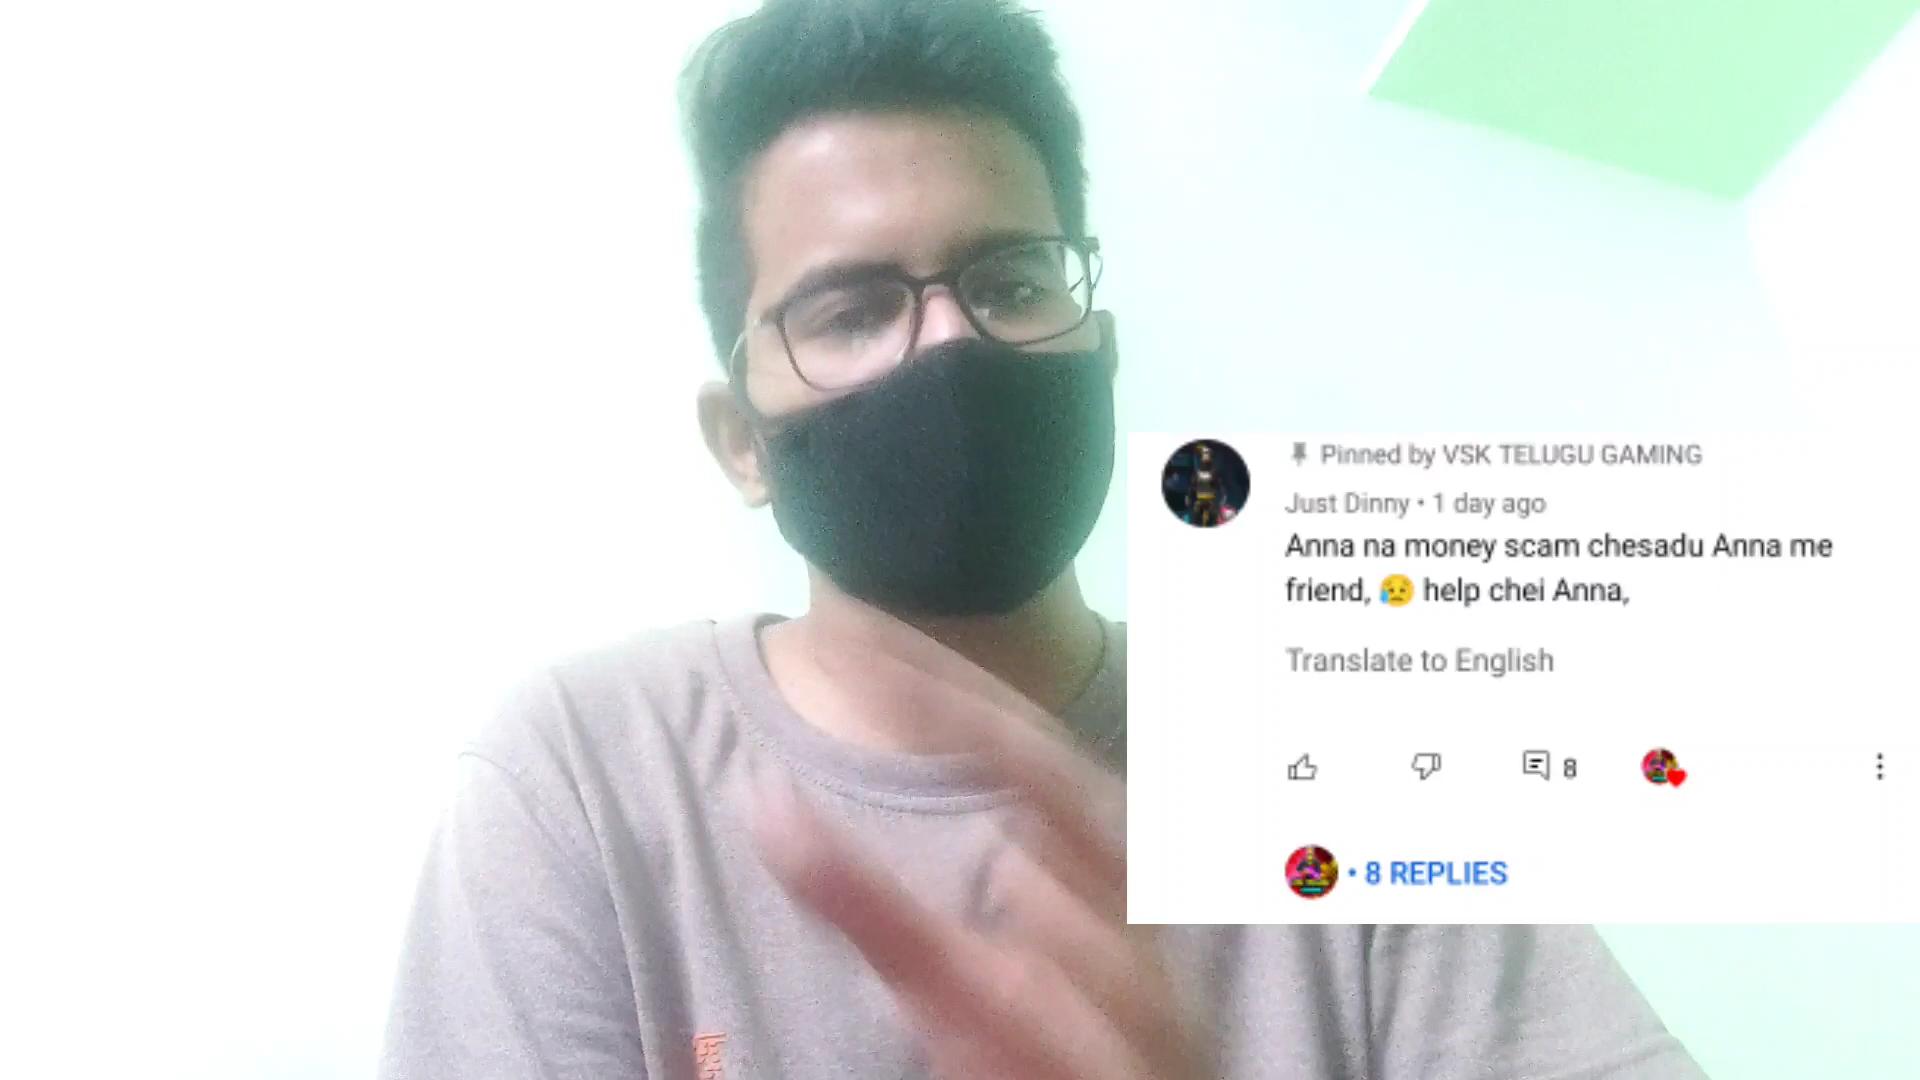 Pinned by VSK TELUGU GAMING
Just Dinny • 1 day ago
Anna na money scam chesadu Anna me
friend, 😥 help chei Anna,
Translate to English
8
• 8 REPLIES